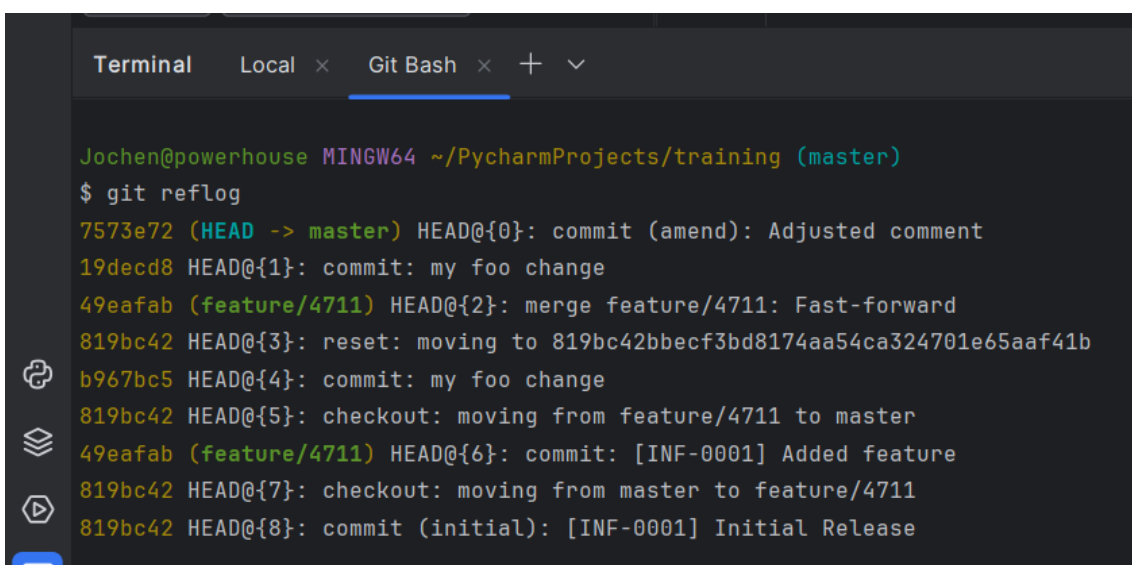 Terminal Local × Git Bash × +
Jochen@powerhouse MINGW64 ~/PycharmProjects/training (master)
$ git reflog
7573e72 (HEAD -> master) HEAD@{0}: commit (amend): Adjusted comment
19decd8 HEAD@{1}: commit: my foo change
49eafab (feature/4711) HEAD@{2}: merge feature/4711: Fast-forward
819bc42 HEAD@{3}: reset: moving to 819bc42bbecf3bd8174aa54ca324701e65aaf41b
b967bc5 HEAD@{4}: commit: my foo change
819bc42 HEAD@{5}: checkout: moving from feature/4711 to master
49eafab (feature/4711) HEAD@{6}: commit: [INF-0001] Added feature
819bc42 HEAD@{7}: checkout: moving from master to feature/4711
819bc42 HEAD@{8}: commit (initial): [INF-0001] Initial Release